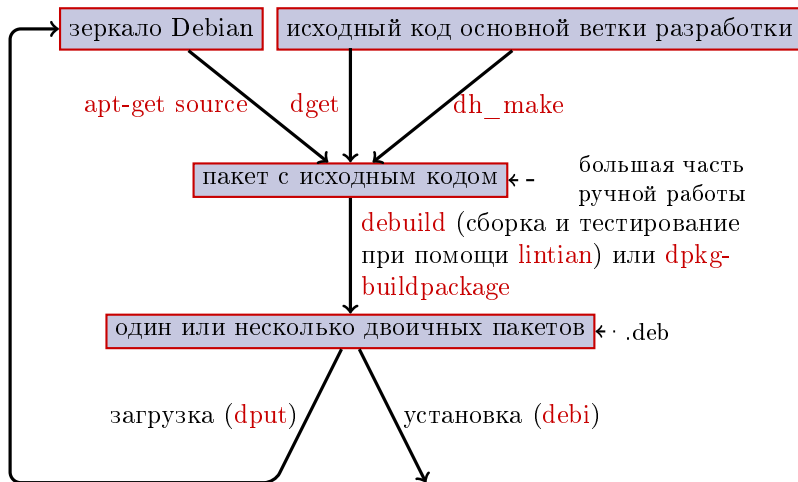 зеркало Debian
исходный код основной ветки разработки
apt-get source
dget
dh_make
пакет с исходным кодом
большая часть
ручной работы
debuild (сборка и тестирование
при помощи lintian) или dpkg-
buildpackage
один или несколько двоичных пакетов
.deb
загрузка (dput)
установка (debi)